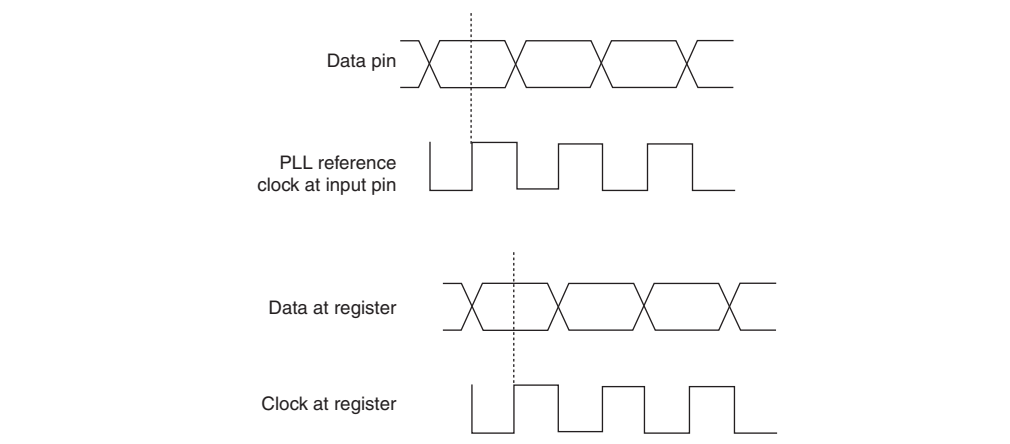 Data pin
PLL reference
clock at input pin
Data at register
Clock at register